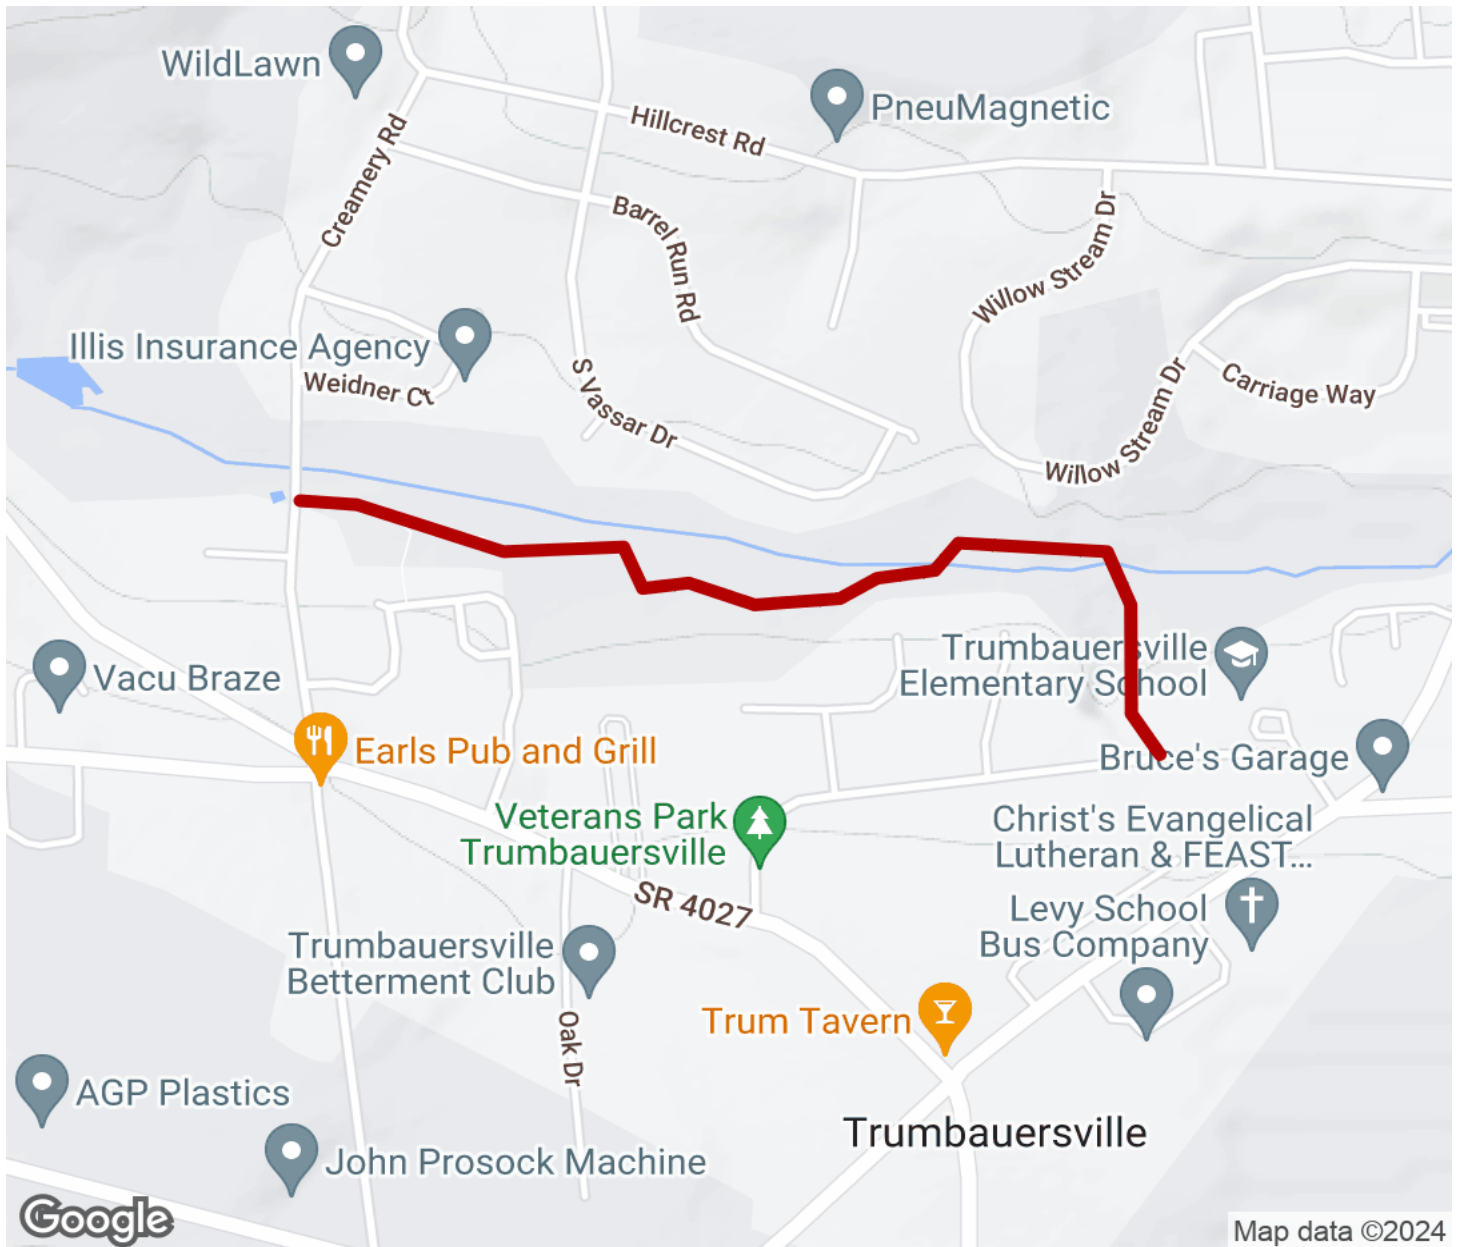 WildLawn
PneuMagnetic
Hillcrest Rd
Creamery Rd
Barrel Run Rd
Willow Stream Dr
Illis Insurance Agency
Weidner Ct
S Vassar Dr
Willow Stream Dr
Carriage Way
Trumbauersville
Elementary School
Vacu Braze
Earls Pub and Grill
Bruce's Garage
Veterans Park
Trumbauersville
Christ's Evangelical
Lutheran & FEAST...
SR 4027
Levy School
Bus Company
Trumbauersville
Betterment Club
Trum Tavern
Oak Dr
AGP Plastics
Trumbauersville
John Prosock Machine
Google
Map data ©2024